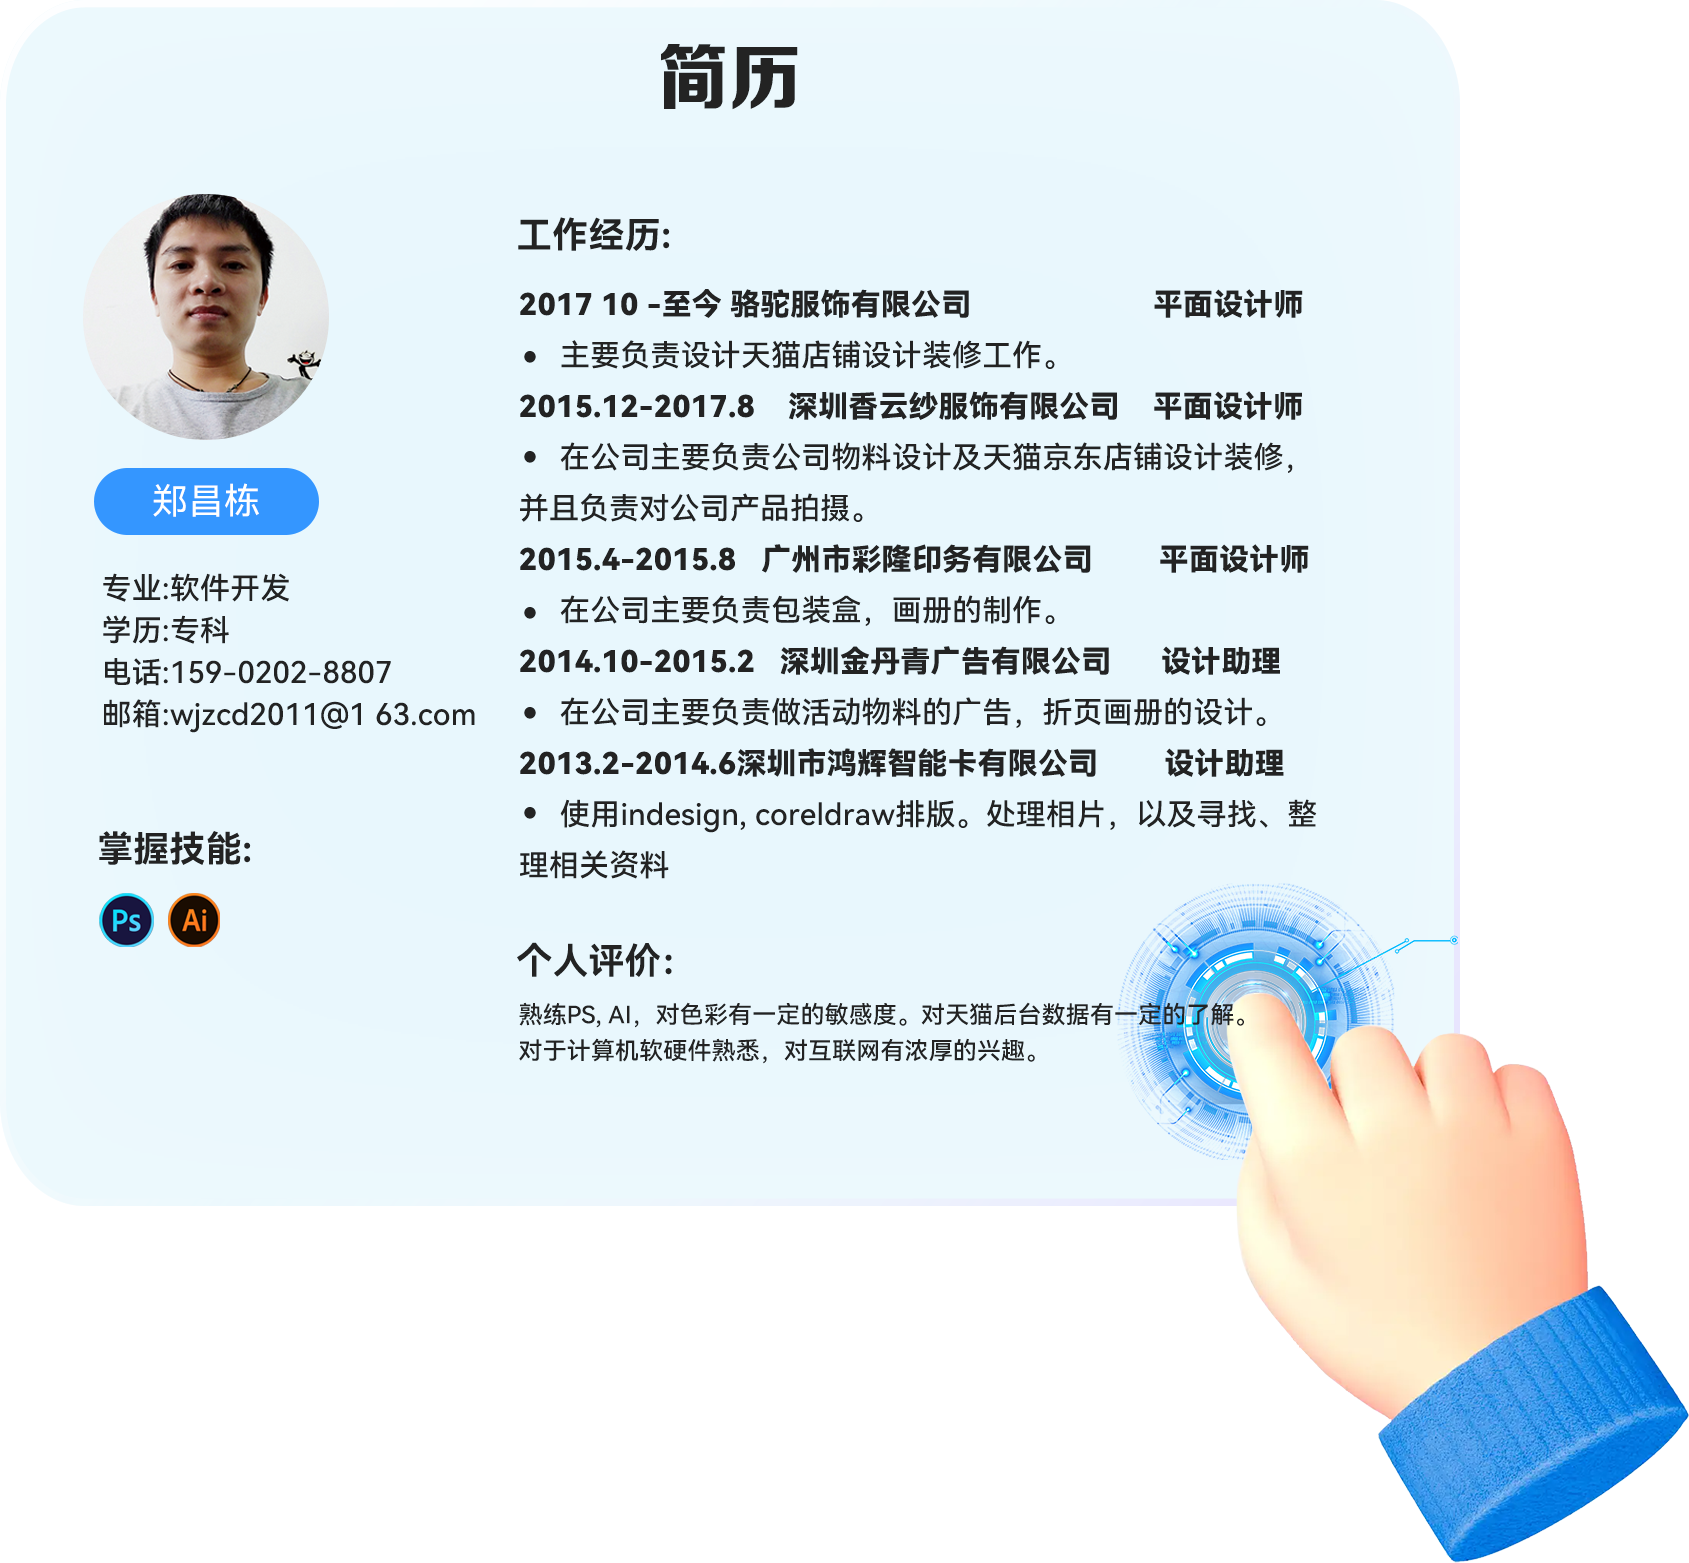 简历
郑昌栋
专业:软件开发
学历:专科
电话:159-0202-8807
邮箱:wjzcd2011@1 63.com
掌握技能:
Ps Ai
工作经历:
2017 10 -至今 骆驼服饰有限公司 平面设计师
● 主要负责设计天猫店铺设计装修工作。
2015.12-2017.8 深圳香云纱服饰有限公司 平面设计师
● 在公司主要负责公司物料设计及天猫京东店铺设计装修，
并且负责对公司产品拍摄。
2015.4-2015.8 广州市彩隆印务有限公司 平面设计师
● 在公司主要负责包装盒，画册的制作。
2014.10-2015.2 深圳金丹青广告有限公司 设计助理
● 在公司主要负责做活动物料的广告，折页画册的设计。
2013.2-2014.6深圳市鸿辉智能卡有限公司 设计助理
● 使用indesign, coreldraw排版。处理相片，以及寻找、整
理相关资料
个人评价:
熟练PS, AI，对色彩有一定的敏感度。对天猫后台数据有一定的了解。
对于计算机软硬件熟悉，对互联网有浓厚的兴趣。